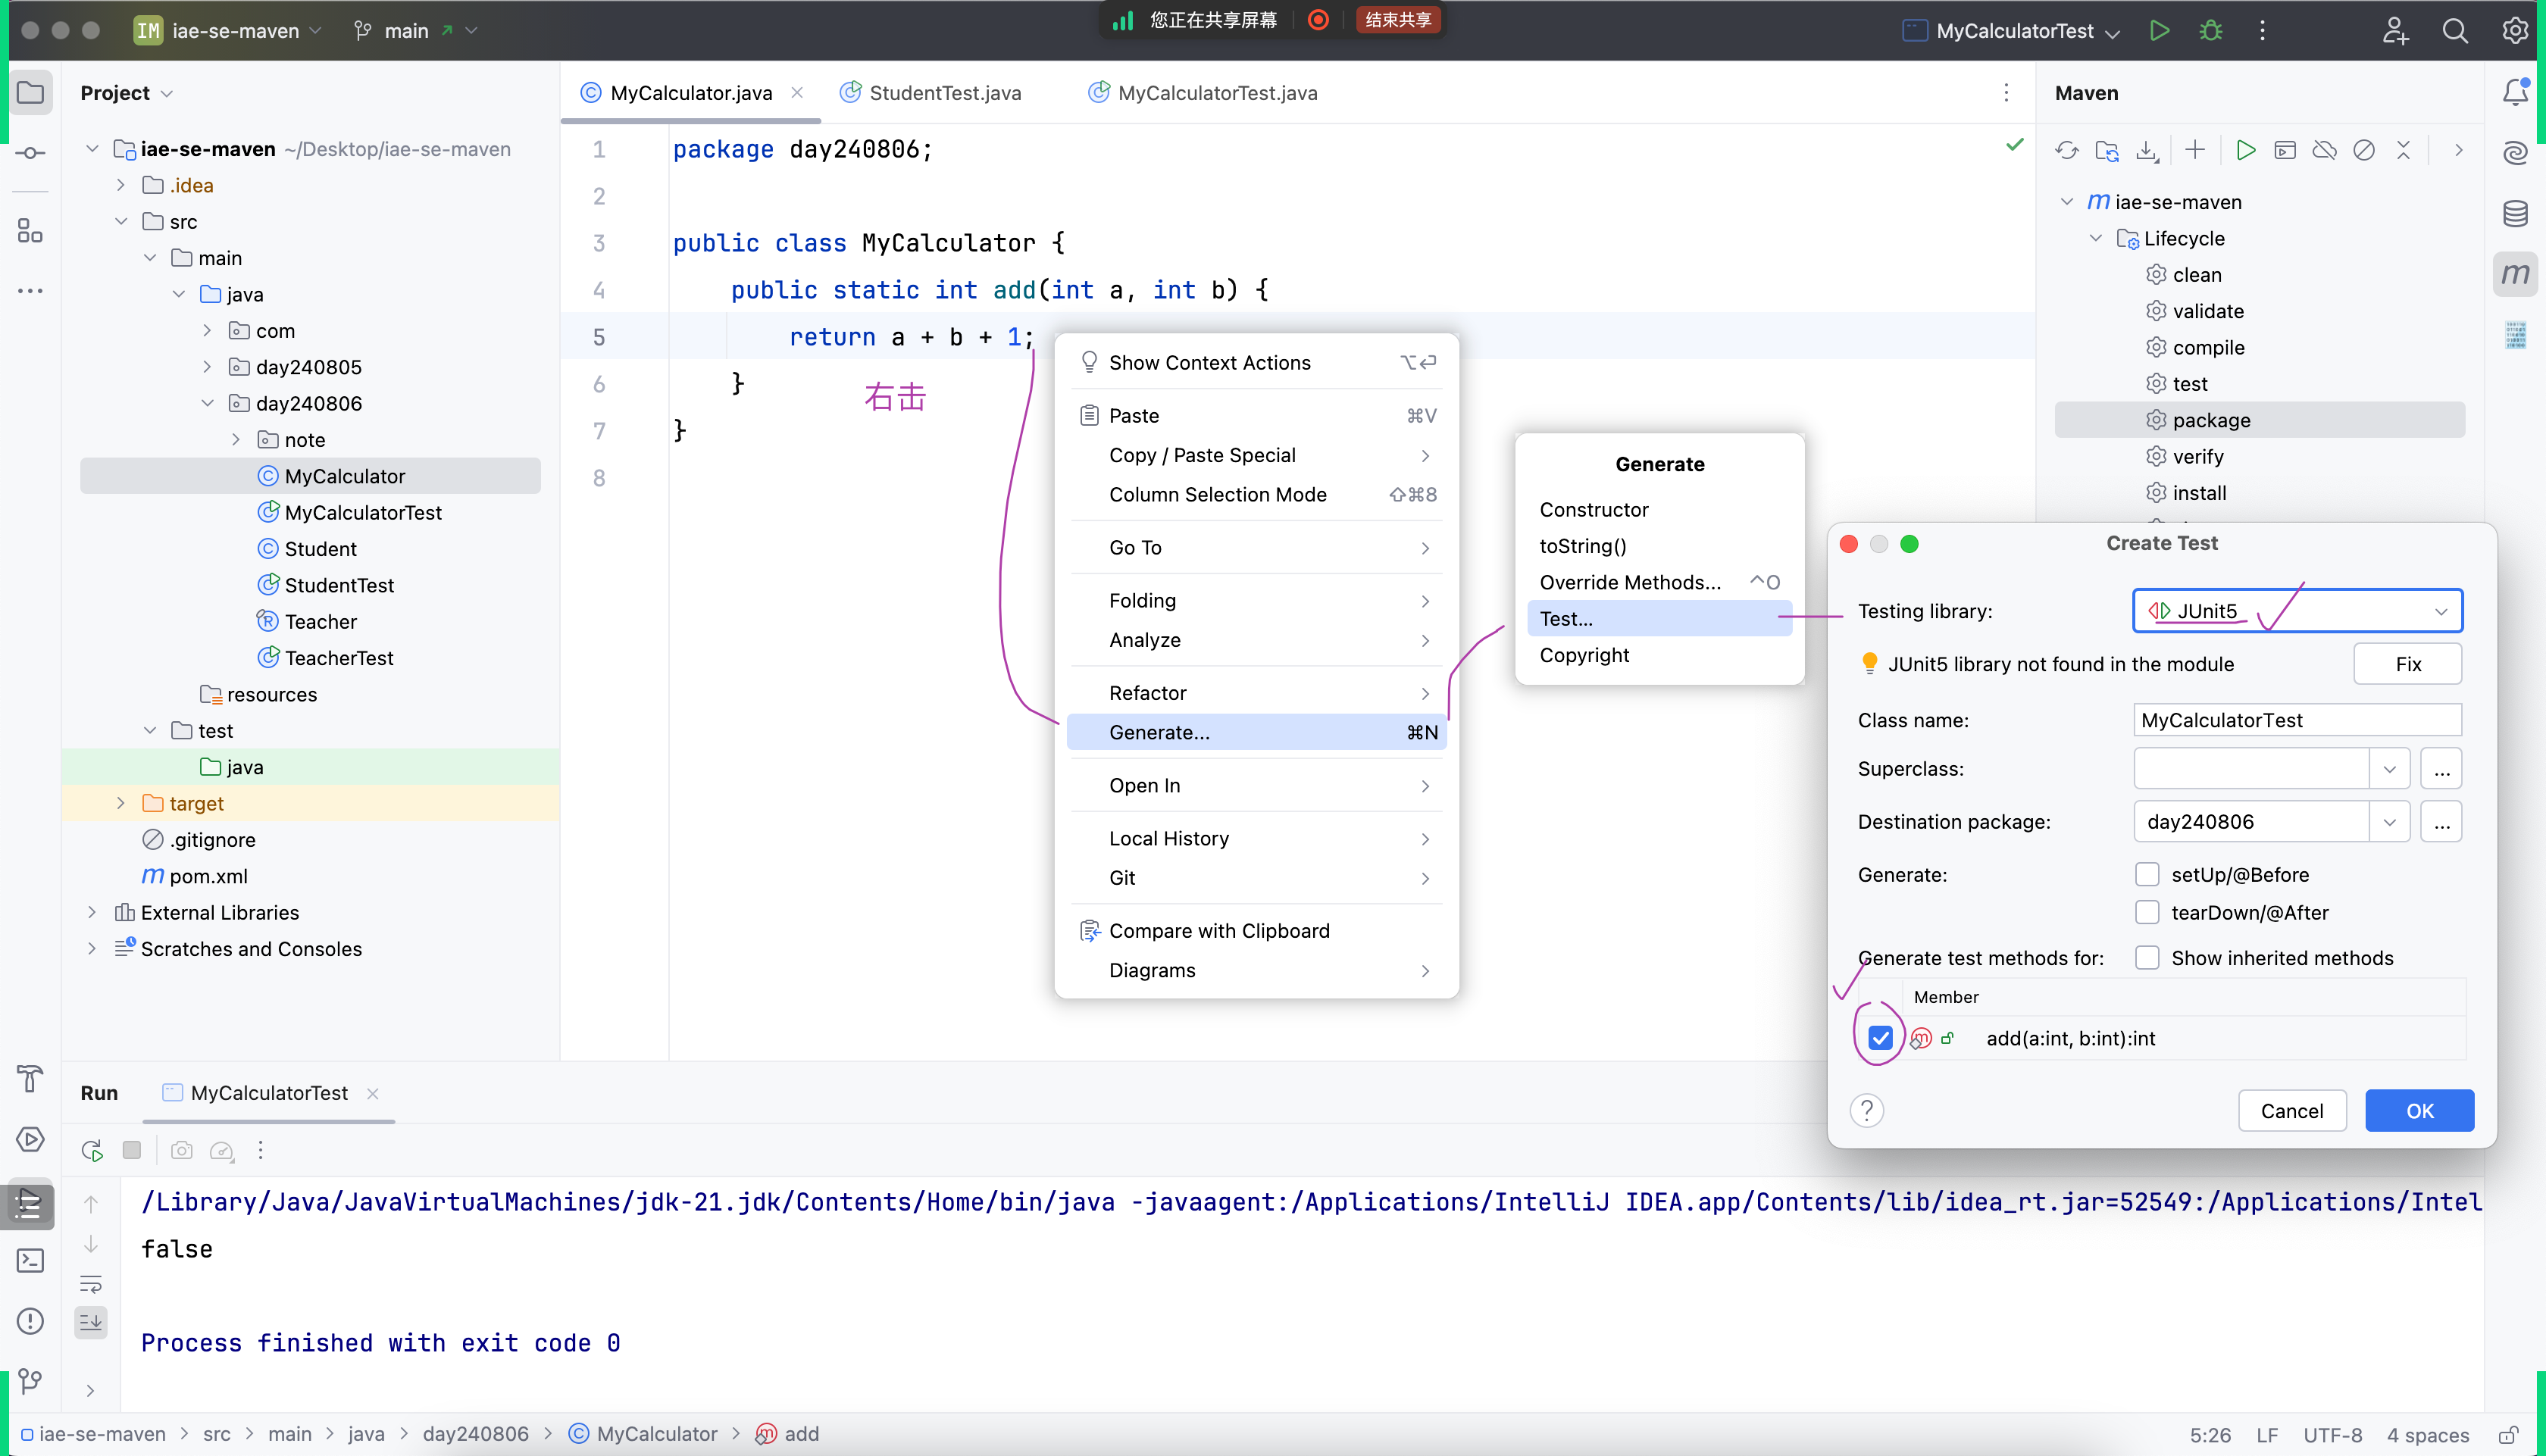 IM iae-se-maven
main
您正在共享屏幕
结束共享
MyCalculatorTest
Project
iae-se-maven ~/Desktop/iae-se-maven
.idea
src
main
java
com
day240805
day240806
note
MyCalculator
MyCalculatorTest
Student
StudentTest
Teacher
TeacherTest
resources
test
java
target
.gitignore
pom.xml
External Libraries
Scratches and Consoles
MyCalculator.java
StudentTest.java
MyCalculatorTest.java
1 package day240806;
2
3 public class MyCalculator {
4 public static int add(int a, int b) {
5 return a + b + 1;
6 }
7 }
8
右击
Show Context Actions ⌥↩
Paste ⌘V
Copy / Paste Special
Column Selection Mode ⇧⌘8
Go To
Folding
Analyze
Refactor
Generate... ⌘N
Open In
Local History
Git
Compare with Clipboard
Diagrams
Generate
Constructor
toString()
Override Methods... ^O
Test...
Copyright
Maven
iae-se-maven
Lifecycle
clean
validate
compile
test
package
verify
install
Create Test
Testing library: JUnit5
JUnit5 library not found in the module Fix
Class name: MyCalculatorTest
Superclass: ...
Destination package: day240806 ...
Generate: setUp/@Before
tearDown/@After
Generate test methods for: Show inherited methods
Member
add(a:int, b:int):int
? Cancel OK
Run MyCalculatorTest
/Library/Java/JavaVirtualMachines/jdk-21.jdk/Contents/Home/bin/java -javaagent:/Applications/IntelliJ IDEA.app/Contents/lib/idea_rt.jar=52549:/Applications/Intel
false
Process finished with exit code 0
iae-se-maven > src > main > java > day240806 > MyCalculator > add
5:26 LF UTF-8 4 spaces